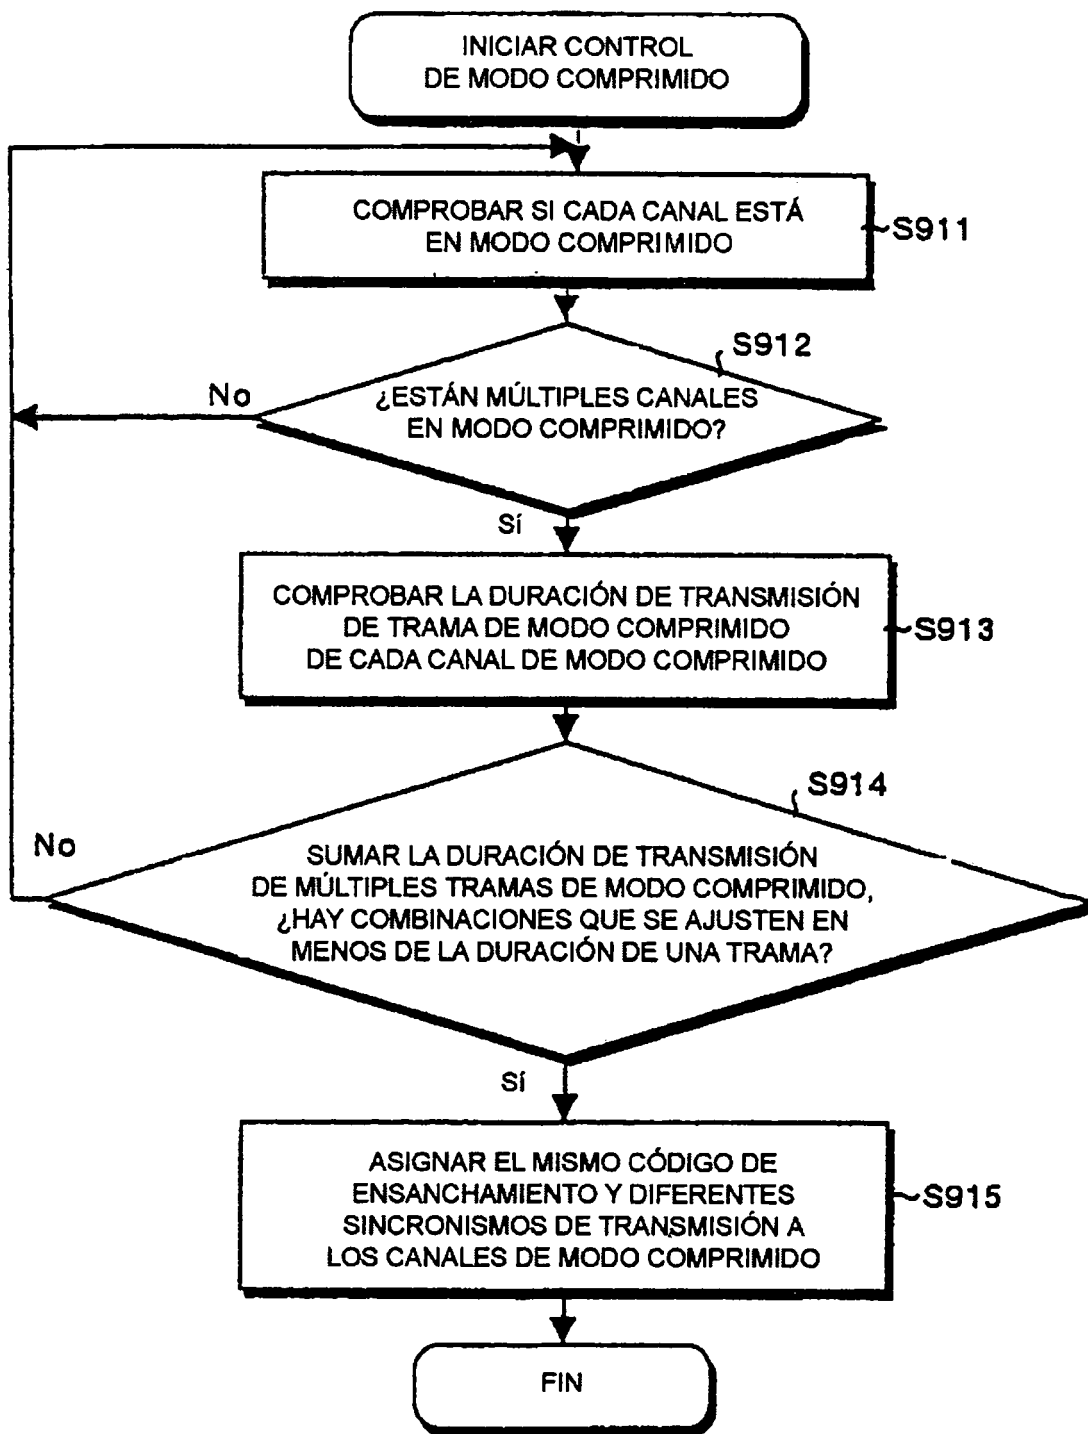 INICIAR CONTROL
DE MODO COMPRIMIDO
COMPROBAR SI CADA CANAL ESTÁ
EN MODO COMPRIMIDO
S911
S912
No
¿ESTÁN MÚLTIPLES CANALES
EN MODO COMPRIMIDO?
Sí
COMPROBAR LA DURACIÓN DE TRANSMISIÓN
DE TRAMA DE MODO COMPRIMIDO
DE CADA CANAL DE MODO COMPRIMIDO
S913
S914
No
SUMAR LA DURACIÓN DE TRANSMISIÓN
DE MÚLTIPLES TRAMAS DE MODO COMPRIMIDO,
¿HAY COMBINACIONES QUE SE AJUSTEN EN
MENOS DE LA DURACIÓN DE UNA TRAMA?
Sí
ASIGNAR EL MISMO CÓDIGO DE
ENSANCHAMIENTO Y DIFERENTES
SINCRONISMOS DE TRANSMISIÓN A
LOS CANALES DE MODO COMPRIMIDO
S915
FIN